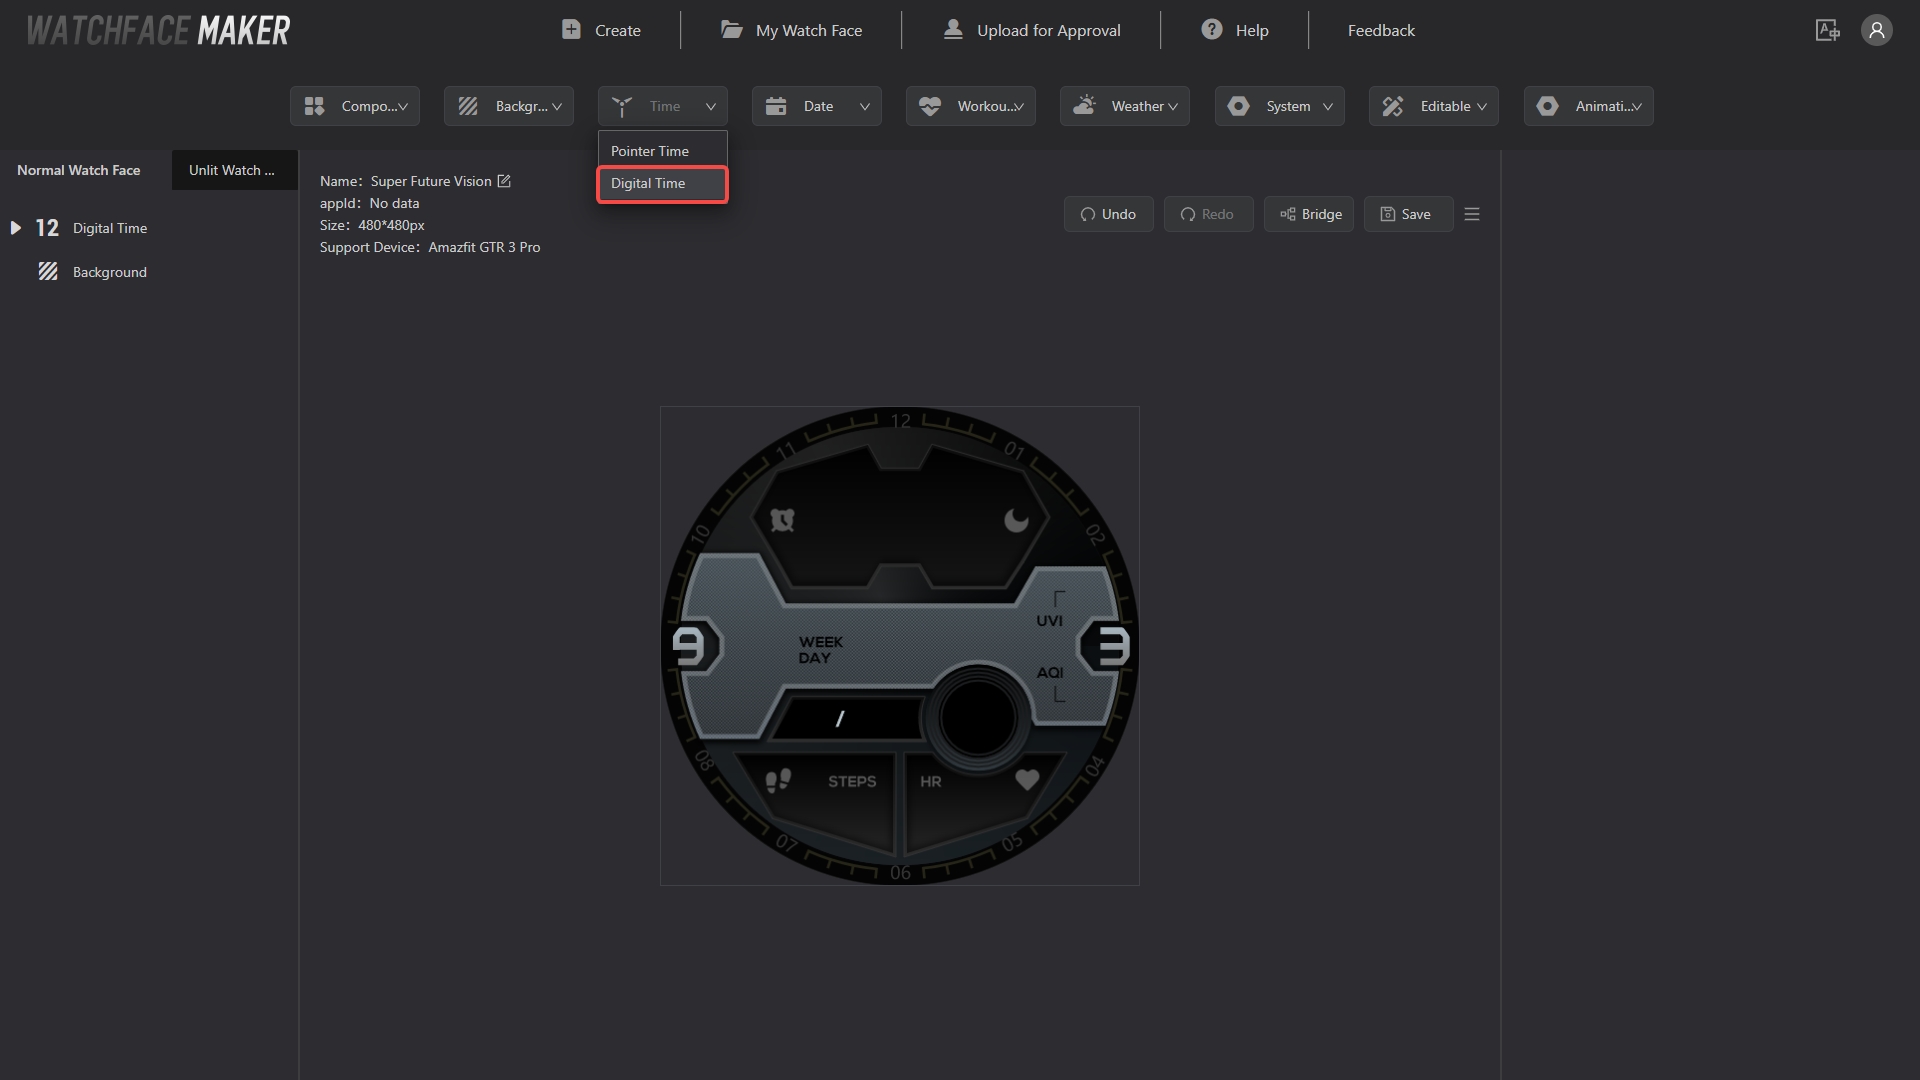 WATCHFACE MAKER
Create
My Watch Face
Upload for Approval
Help
Feedback
Compo...
Backgr...
Time
Date
Workou...
Weather
System
Editable
Animati...
Pointer Time
Digital Time
Normal Watch Face
Unlit Watch ...
12 Digital Time
Background
Name: Super Future Vision
appId: No data
Size: 480*480px
Support Device: Amazfit GTR 3 Pro
Undo
Redo
Bridge
Save
12
11
01
10
02
UVI
9
WEEK
DAY
3
AQI
/
08
04
STEPS
HR
07
05
06